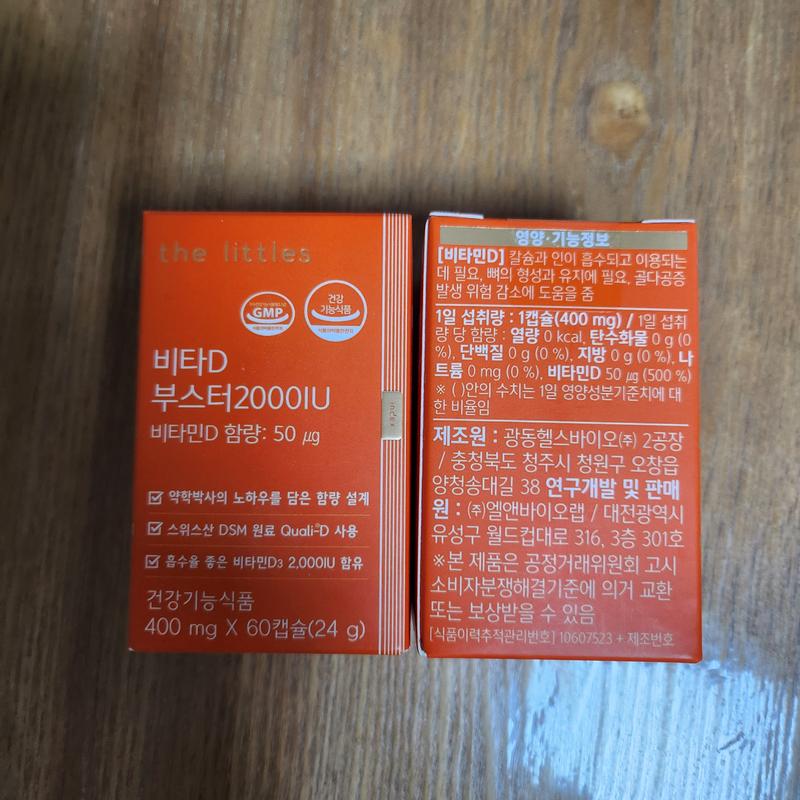 the littles
GMP
건강
기능식품
비타D
부스터2000IU
비타민D 함량: 50 ㎍
약학박사의 노하우를 담은 함량 설계
스위스산 DSM 원료 Quali-D 사용
흡수율 좋은 비타민D3 2,000IU 함유
건강기능식품
400 mg X 60캡슐(24 g)
영양·기능정보
[비타민D] 칼슘과 인이 흡수되고 이용되는
데 필요, 뼈의 형성과 유지에 필요, 골다공증
발생 위험 감소에 도움을 줌
1일 섭취량 : 1캡슐(400 mg) / 1일 섭취
량 당 함량 : 열량 0 kcal, 탄수화물 0 g (0
%), 단백질 0 g (0 %), 지방 0 g (0 %), 나
트륨 0 mg (0 %), 비타민D 50 ㎍ (500 %)
※ ( )안의 수치는 1일 영양성분기준치에 대
한 비율임
제조원 : 광동헬스바이오㈜ 2공장
/ 충청북도 청주시 청원구 오창읍
양청송대길 38 연구개발 및 판매
원 : ㈜엘앤바이오랩 / 대전광역시
유성구 월드컵대로 316, 3층 301호
※본 제품은 공정거래위원회 고시
소비자분쟁해결기준에 의거 교환
또는 보상받을 수 있음
[식품이력추적관리번호] 10607523 + 제조번호